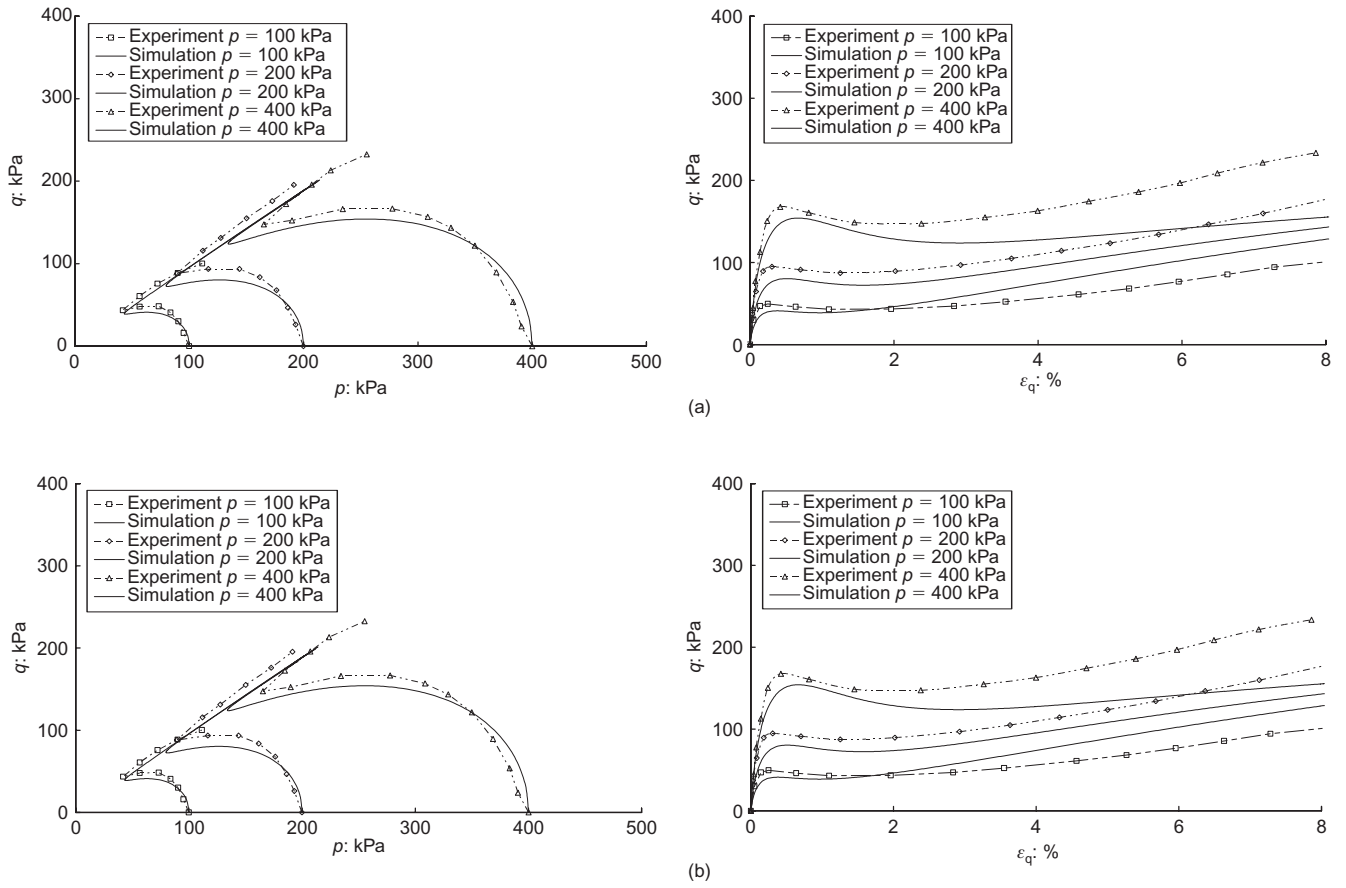 400
300
200
100
0
q: kPa
Experiment p = 100 kPa
Simulation p = 100 kPa
Experiment p = 200 kPa
Simulation p = 200 kPa
Experiment p = 400 kPa
Simulation p = 400 kPa
0
100
200
300
400
500
p: kPa
400
300
200
100
0
q: kPa
Experiment p = 100 kPa
Simulation p = 100 kPa
Experiment p = 200 kPa
Simulation p = 200 kPa
Experiment p = 400 kPa
Simulation p = 400 kPa
0
2
4
6
8
εq: %
(a)
400
300
200
100
0
q: kPa
Experiment p = 100 kPa
Simulation p = 100 kPa
Experiment p = 200 kPa
Simulation p = 200 kPa
Experiment p = 400 kPa
Simulation p = 400 kPa
0
100
200
300
400
500
p: kPa
400
300
200
100
0
q: kPa
Experiment p = 100 kPa
Simulation p = 100 kPa
Experiment p = 200 kPa
Simulation p = 200 kPa
Experiment p = 400 kPa
Simulation p = 400 kPa
0
2
4
6
8
εq: %
(b)